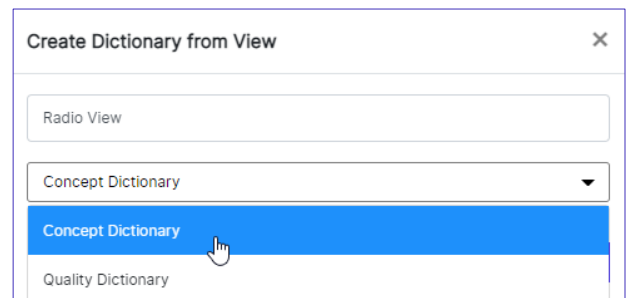 Create Dictionary from View
Radio View
Concept Dictionary
Concept Dictionary
Quality Dictionary